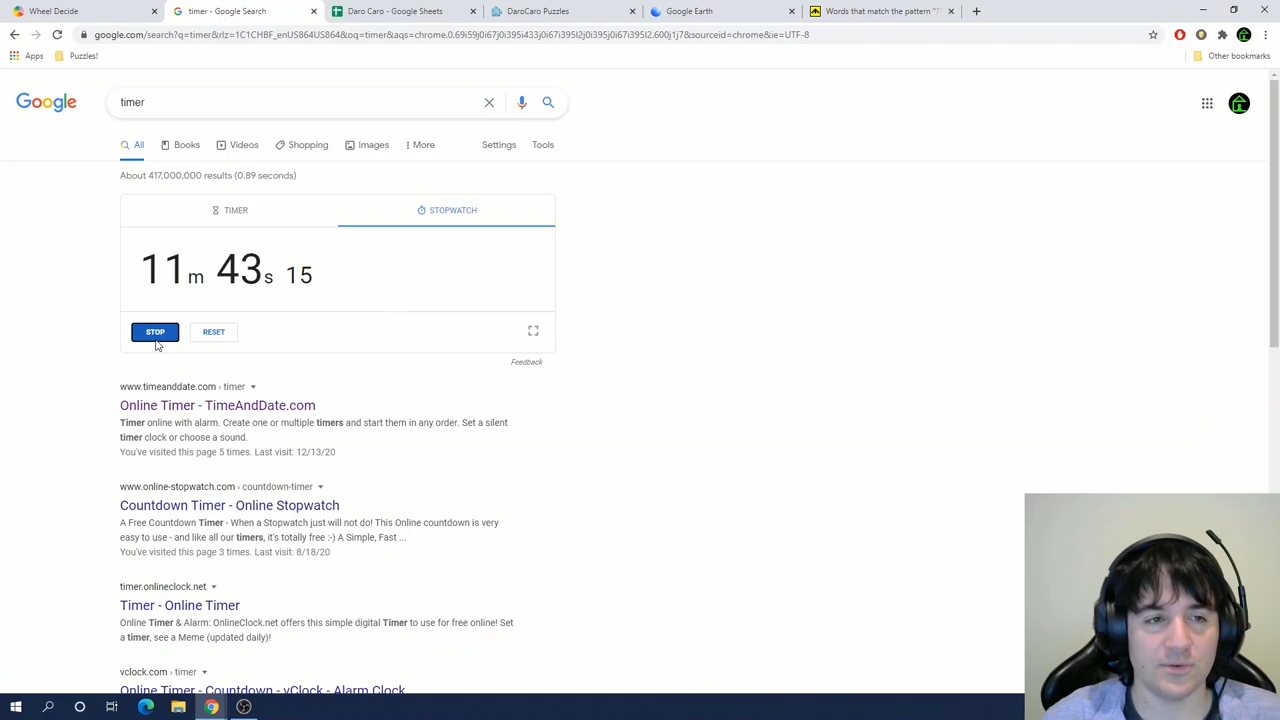 Wheel Decide
timer - Google Search
Daro Caro - Google Sheets
DaroCaro Puzzles
Google Earth
Words that match the pattern "?
google.com/search?q=timer&rlz=1C1CHBF_enUS864US864&oq=timer&aqs=chrome.0.69i59j0i67i395i433j0i67i395l2j0i395j0i67i395l2.600j1j7&sourceid=chrome&ie=UTF-8
Apps
Puzzles!
Other bookmarks
Google
timer
All
Books
Videos
Shopping
Images
More
Settings
Tools
About 417,000,000 results (0.89 seconds)
TIMER
STOPWATCH
11m 43s 15
STOP
RESET
Feedback
www.timeanddate.com › timer
Online Timer - TimeAndDate.com
Timer online with alarm. Create one or multiple timers and start them in any order. Set a silent
timer clock or choose a sound.
You've visited this page 5 times. Last visit: 12/13/20
www.online-stopwatch.com › countdown-timer
Countdown Timer - Online Stopwatch
A Free Countdown Timer - When a Stopwatch just will not do! This Online countdown is very
easy to use - and like all our timers, it's totally free :-) A Simple, Fast ...
You've visited this page 3 times. Last visit: 8/18/20
timer.onlineclock.net
Timer - Online Timer
Online Timer & Alarm: OnlineClock.net offers this simple digital Timer to use for free online! Set
a timer, see a Meme (updated daily)!
vclock.com › timer
Online Timer - Countdown - vClock - Alarm Clock